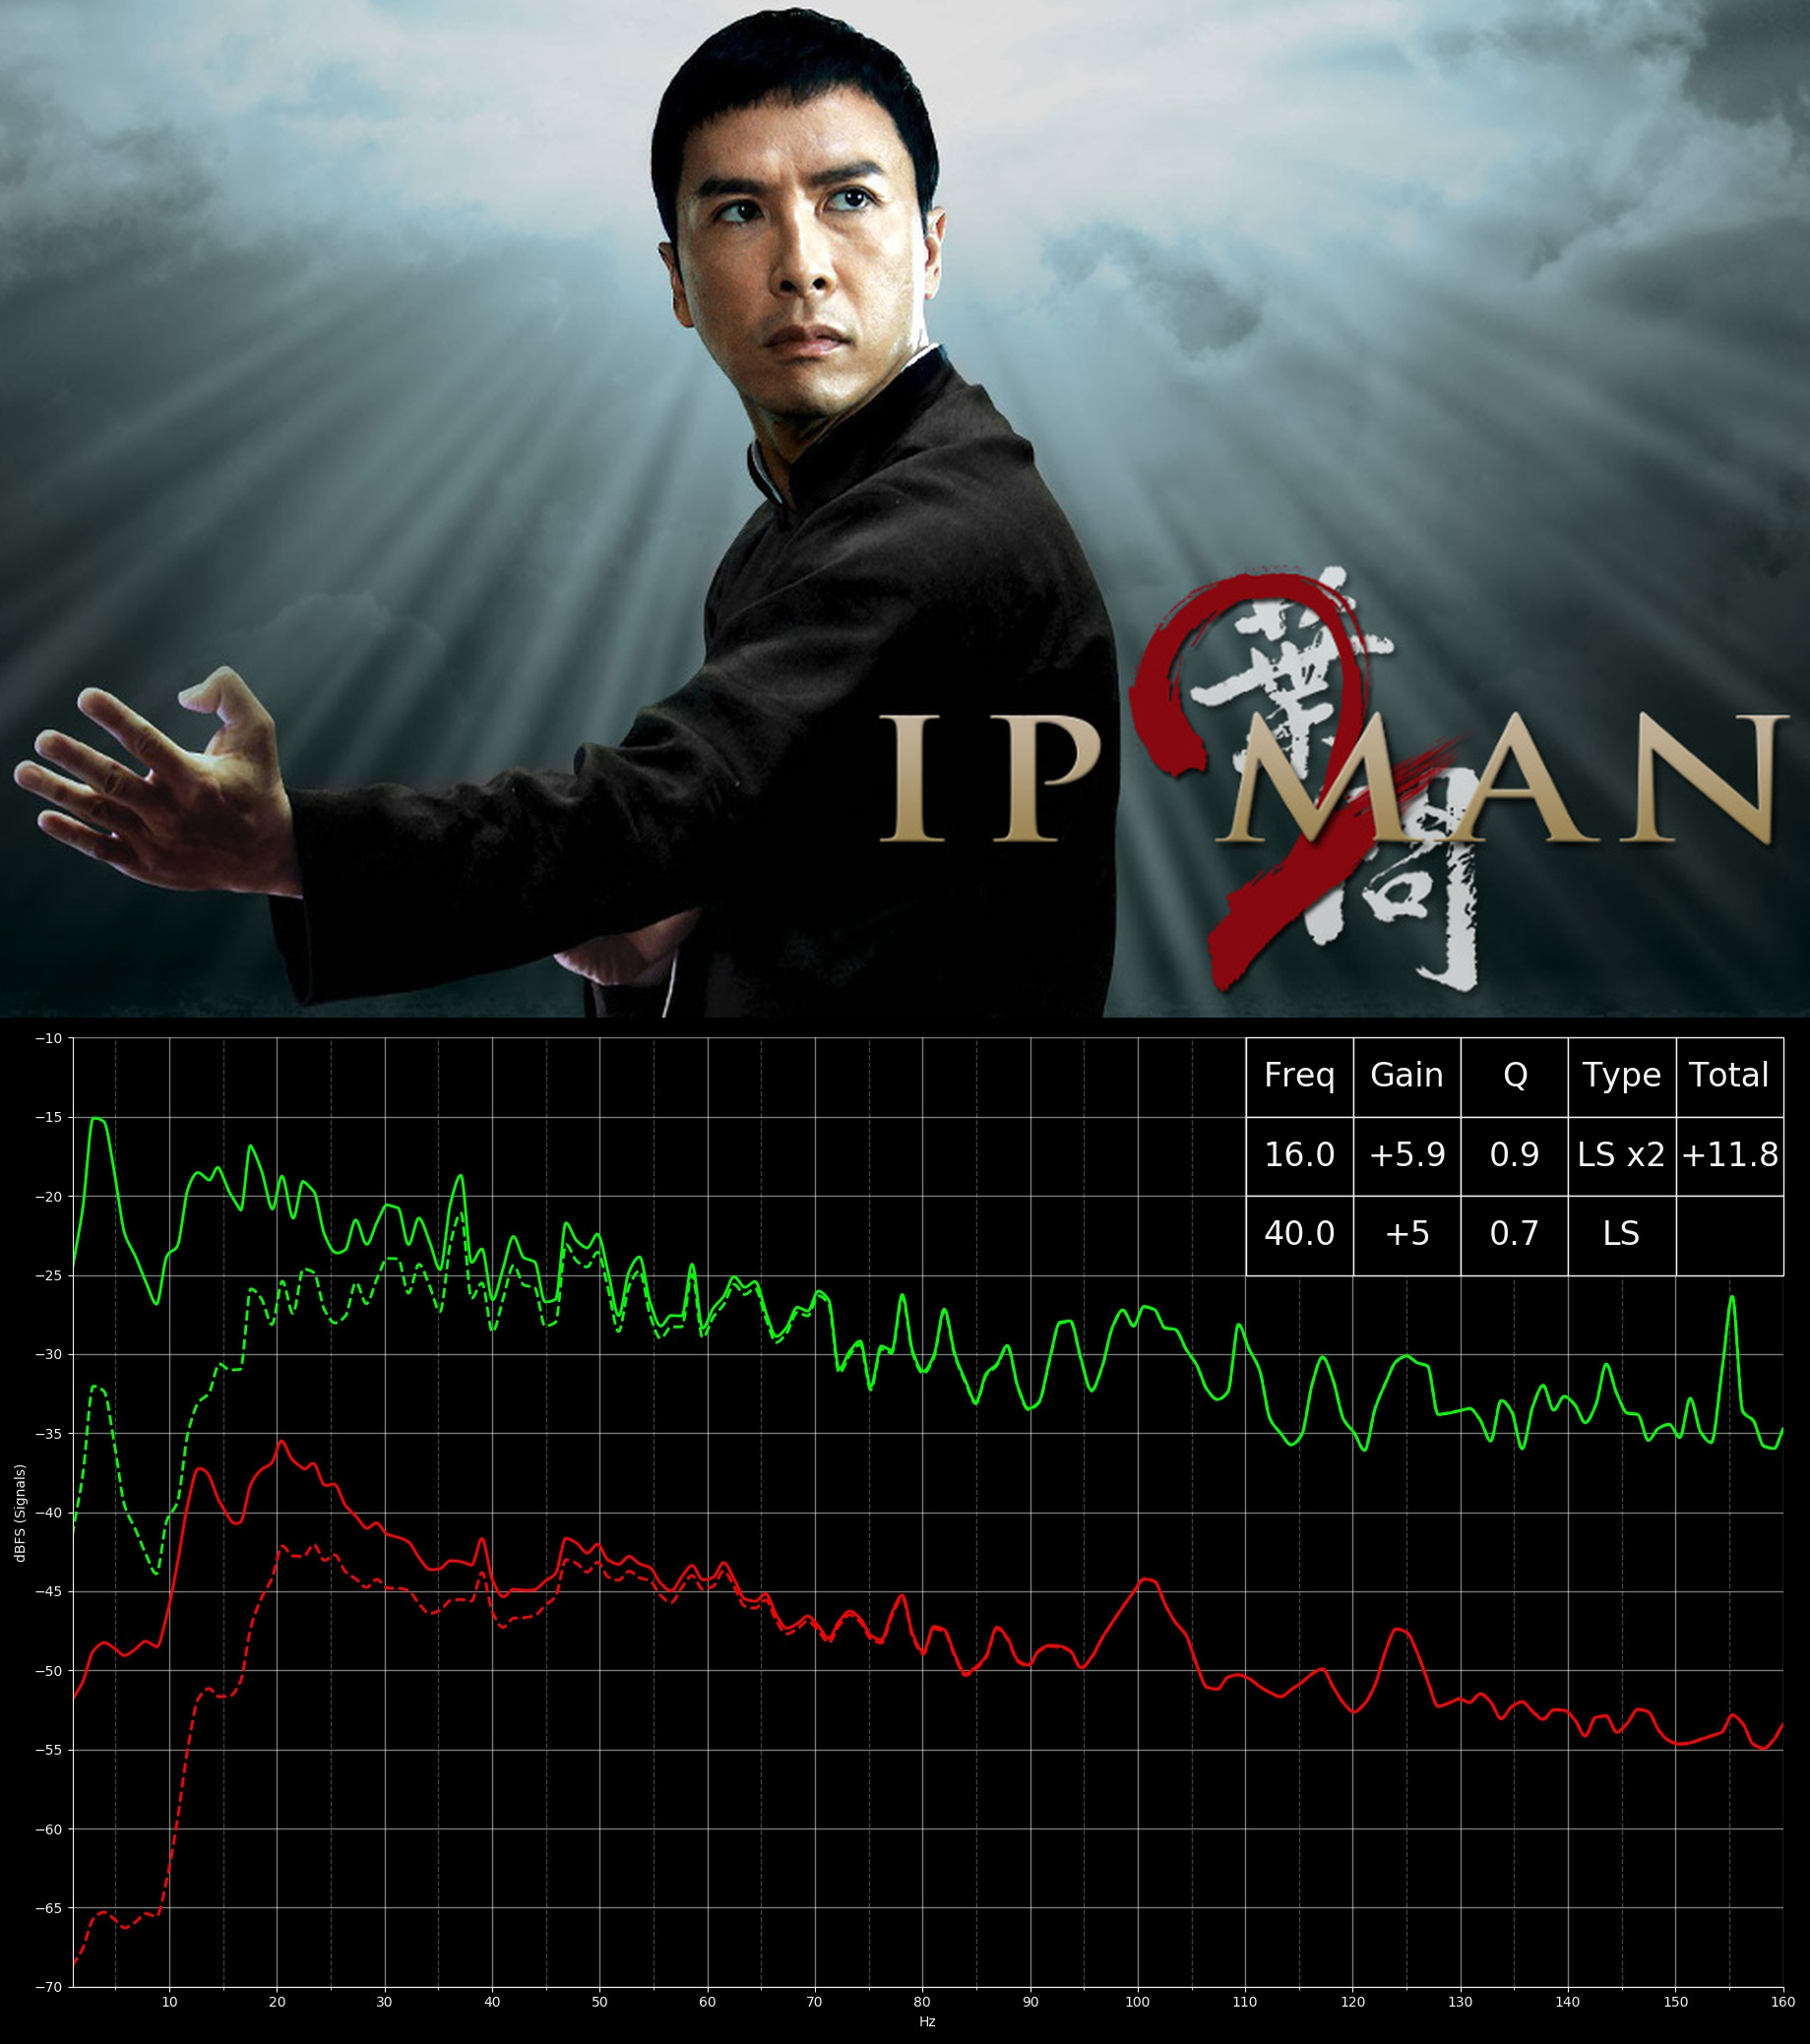 葉問
2
IP MAN
Freq Gain Q Type Total
16.0 +5.9 0.9 LS x2 +11.8
40.0 +5 0.7 LS
−10
−15
−20
−25
−30
−35
−40
−45
−50
−55
−60
−65
−70
dBFS (Signals)
10 20 30 40 50 60 70 80 90 100 110 120 130 140 150 160
Hz